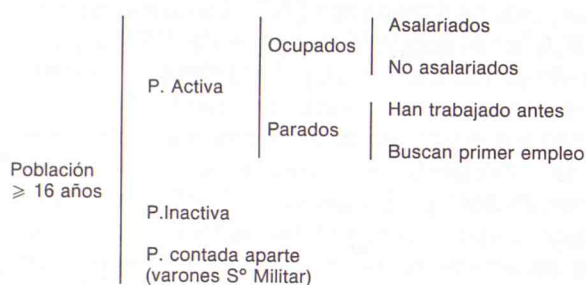 Población
≥ 16 años
P. Activa
Ocupados
Asalariados
No asalariados
Parados
Han trabajado antes
Buscan primer empleo
P.Inactiva
P. contada aparte
(varones Sº Militar)